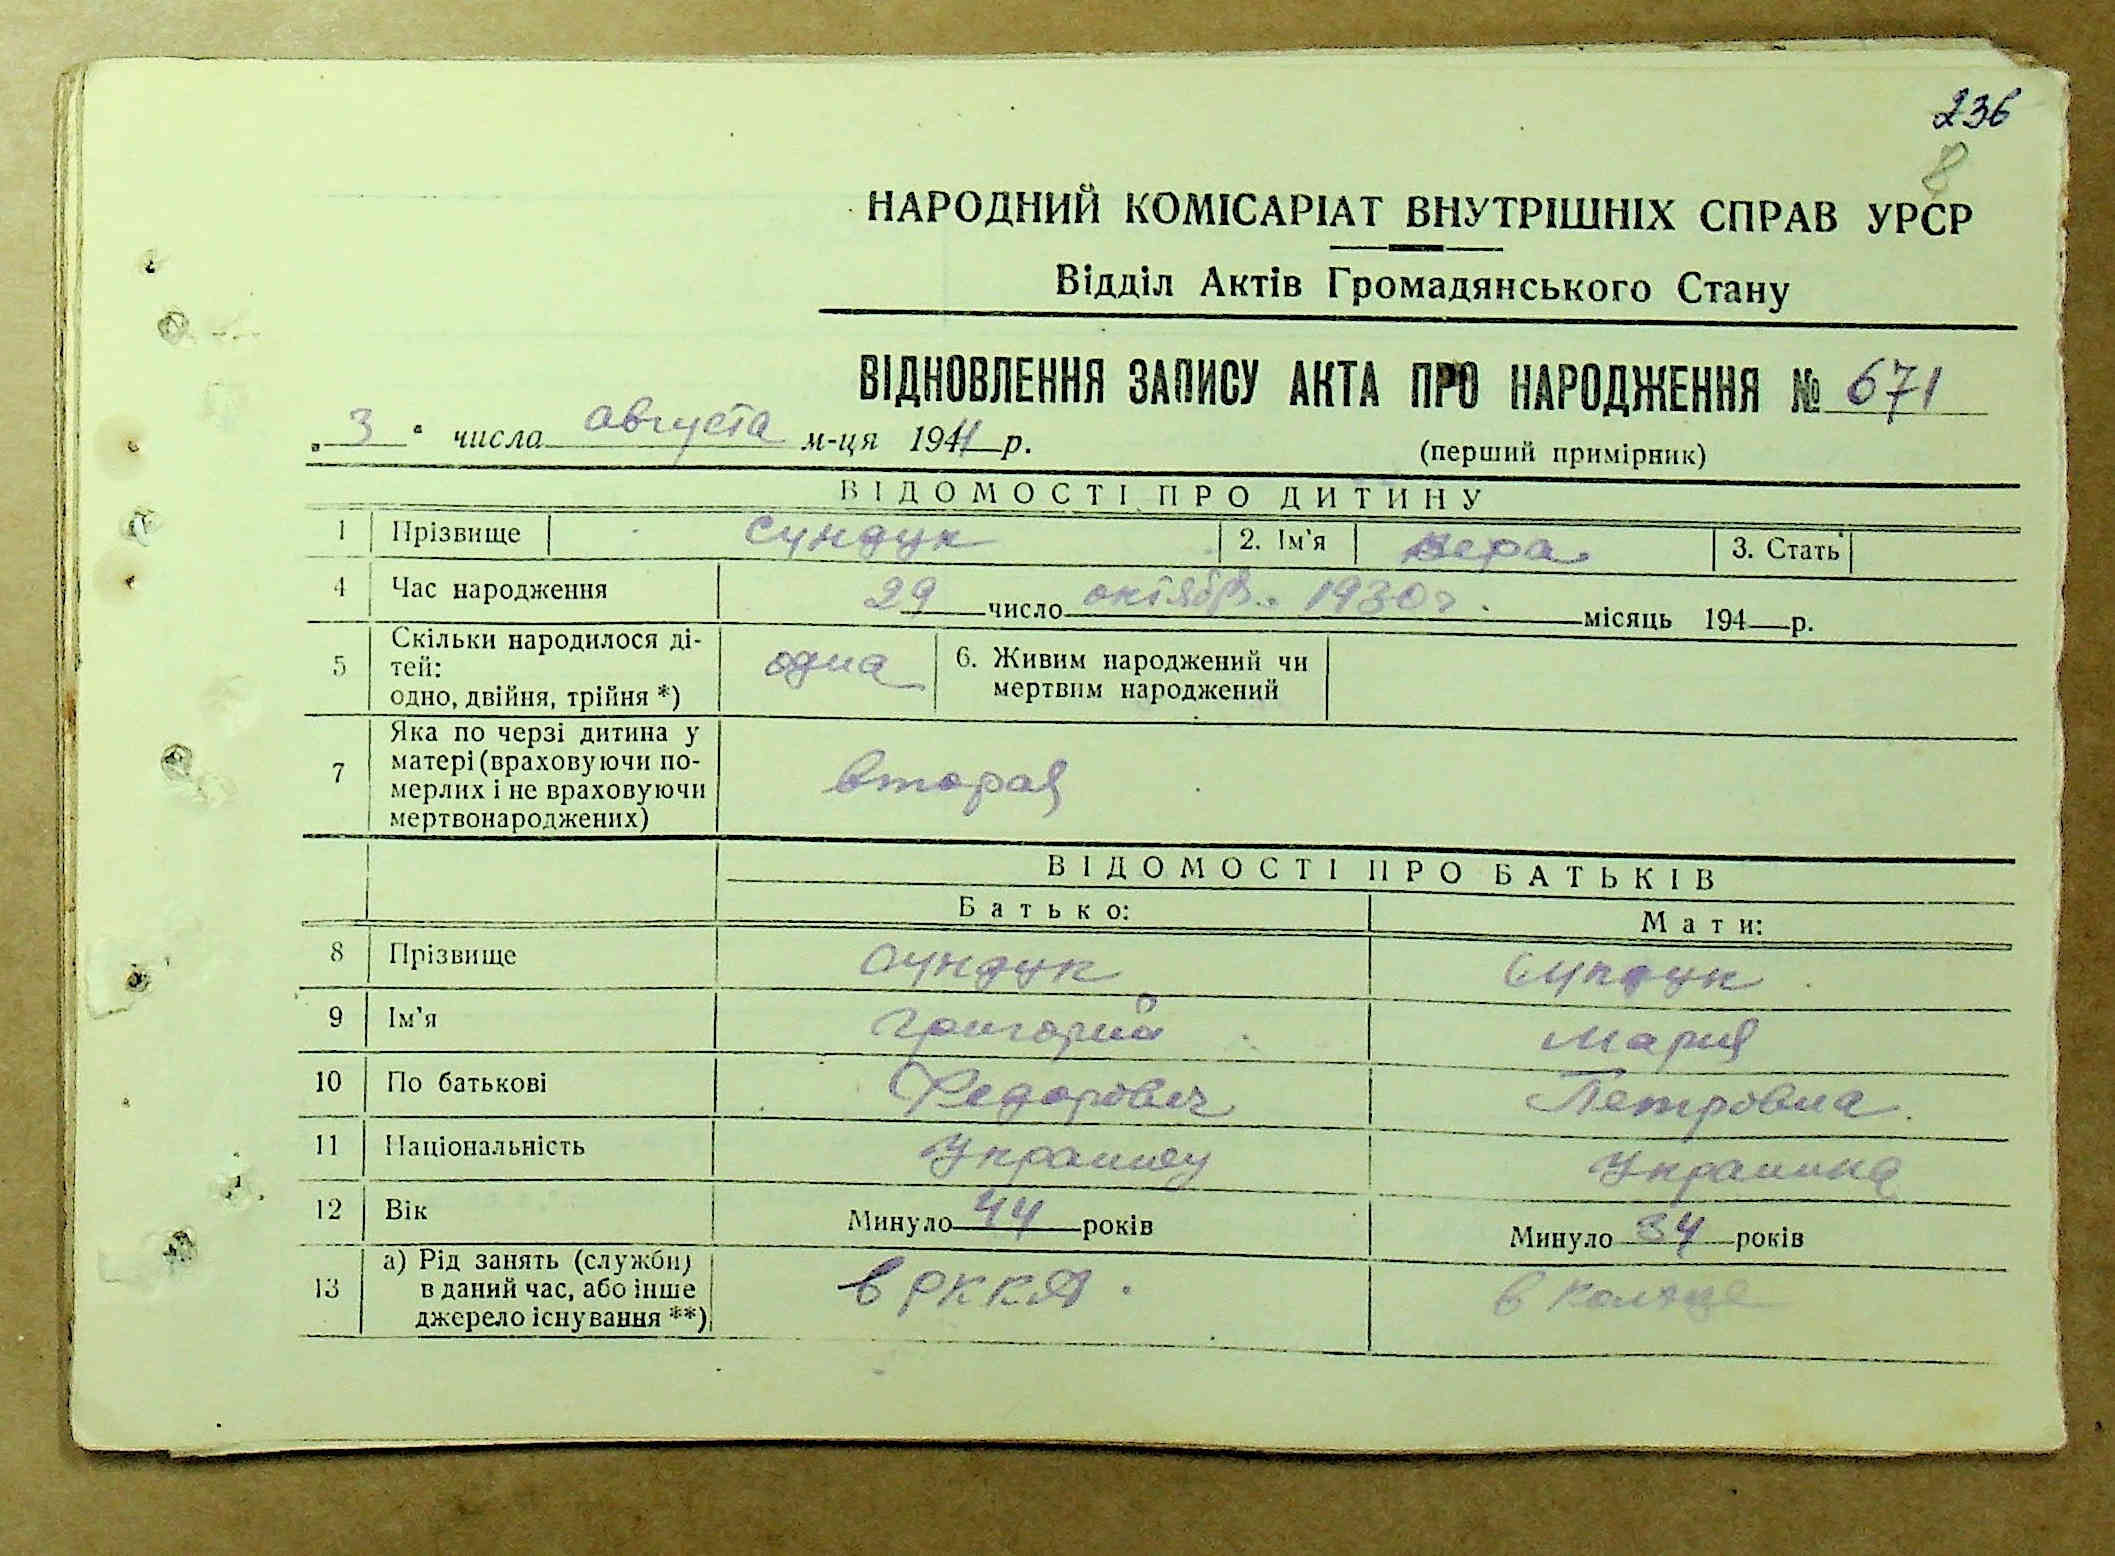 236
8
НАРОДНИЙ КОМІСАРІАТ ВНУТРІШНІХ СПРАВ УРСР
Відділ Актів Громадянського Стану
ВІДНОВЛЕННЯ ЗАПИСУ АКТА ПРО НАРОДЖЕННЯ № 671
„ 3 “ числа августа м-ця 1941 р.
(перший примірник)
ВІДОМОСТІ ПРО ДИТИНУ
1 Прізвище Сундук 2. Ім'я Вера 3. Стать
4 Час народження 29 число октября 1930 г. місяць 194 р.
5 Скільки народилося ді-
тей:
одно, двійня, трійня *) одна 6. Живим народжений чи
мертвим народжений
7 Яка по черзі дитина у
матері (враховуючи по-
мерлих і не враховуючи
мертвонароджених) вторая
ВІДОМОСТІ ПРО БАТЬКІВ
Батько: Мати:
8 Прізвище Сундук Сундук
9 Ім'я Григорий Мария
10 По батькові Федорович Петровна
11 Національність Украинец Украинка
12 Вік Минуло 44 років Минуло 34 років
13 а) Рід занять (служби)
в даний час, або інше
джерело існування **) в РККА в